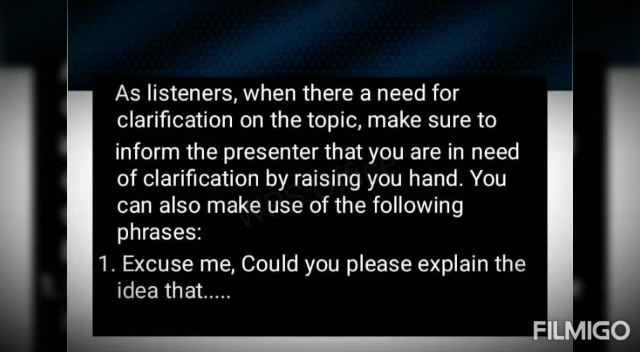 As listeners, when there a need for
clarification on the topic, make sure to
inform the presenter that you are in need
of clarification by raising you hand. You
can also make use of the following
phrases:
1. Excuse me, Could you please explain the
idea that.....
FILMIGO